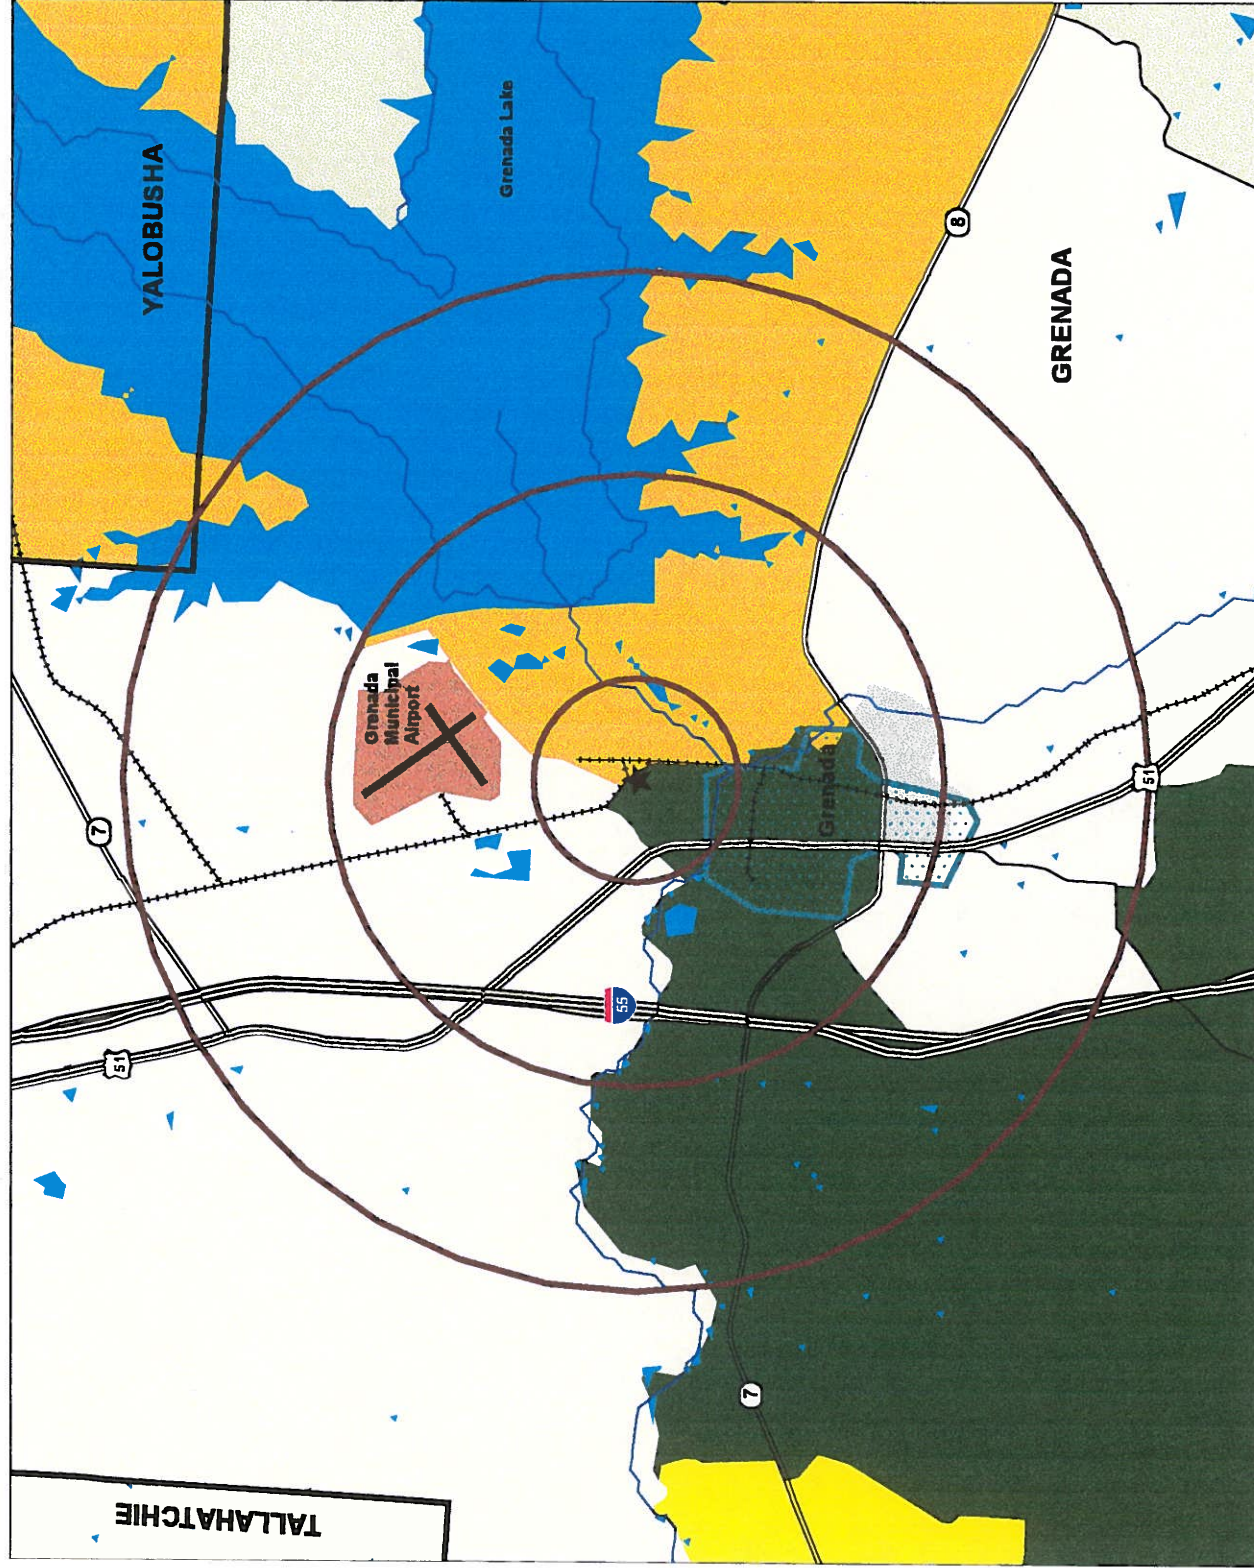 YALOBUSHA
Grenada Lake
8
GRENADA
Grenada
Municipal
Airport
7
Grenada
51
55
51
7
TALLAHATCHIE